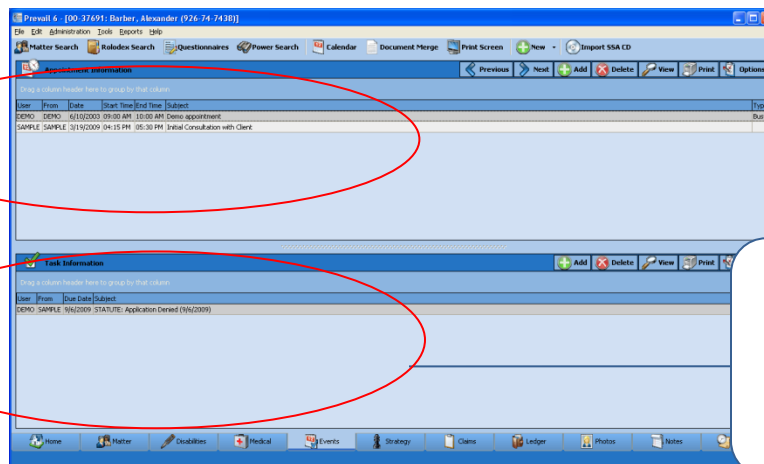 Prevail 6 - [00-37691: Barber, Alexander (926-74-7438)]
File Edit Administration Tools Reports Help
Matter Search Rolodex Search Questionnaires Power Search Calendar Document Merge Print Screen New Import SSA CD
Appointment Information Previous Next Add Delete View Print Options
Drag a column header here to group by that column
User From Date Start Time End Time Subject Typ
DEMO DEMO 6/10/2003 09:00 AM 10:00 AM Demo appointment Bus
SAMPLE SAMPLE 3/19/2009 04:15 PM 05:30 PM Initial Consultation with Client
Task Information Add Delete View Print
Drag a column header here to group by that column
User From Due Date Subject
DEMO SAMPLE 9/6/2009 STATUTE: Application Denied (9/6/2009)
Home Matter Disabilities Medical Events Strategy Claims Ledger Photos Notes